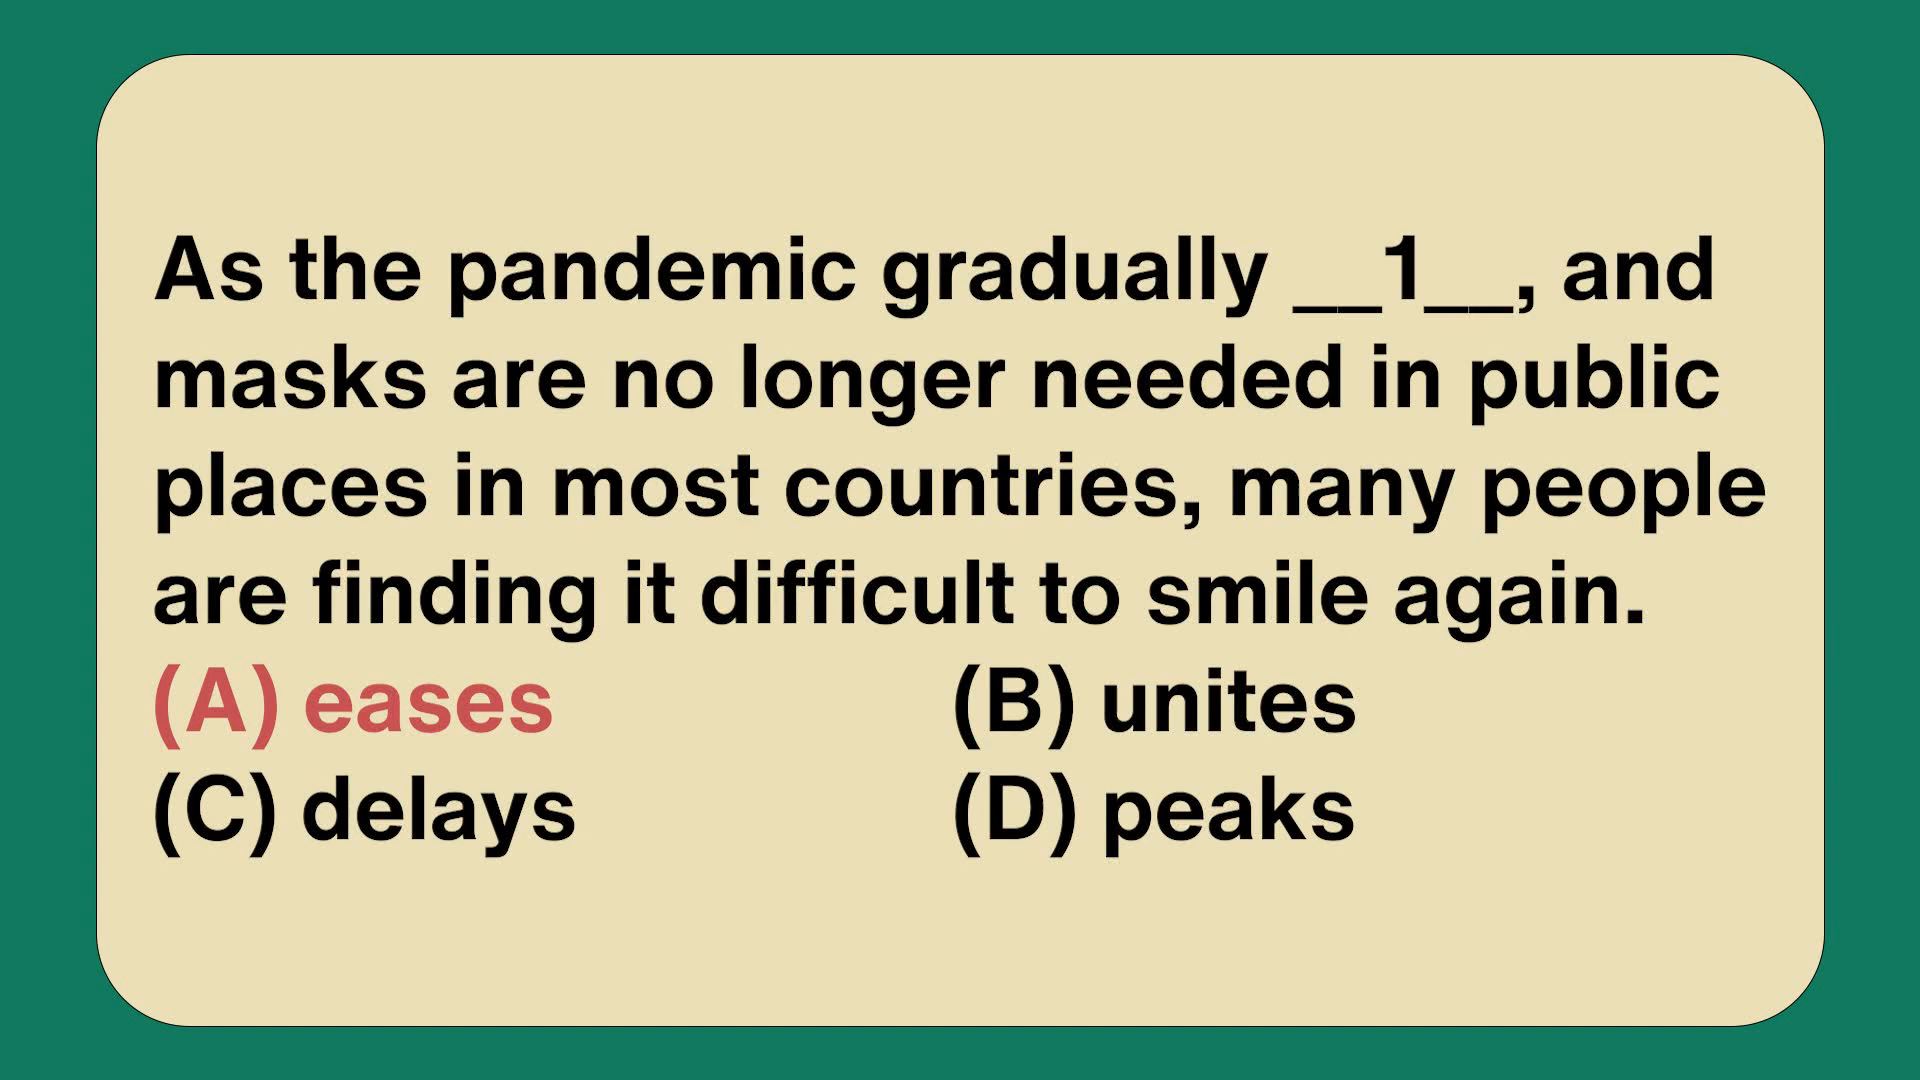 As the pandemic gradually __1__, and
masks are no longer needed in public
places in most countries, many people
are finding it difficult to smile again.
(A) eases (B) unites
(C) delays (D) peaks